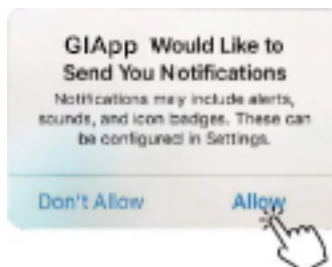 GIApp Would Like to
Send You Notifications
Notifications may include alerts,
sounds, and icon badges. These can
be configured in Settings.
Don't Allow Allow